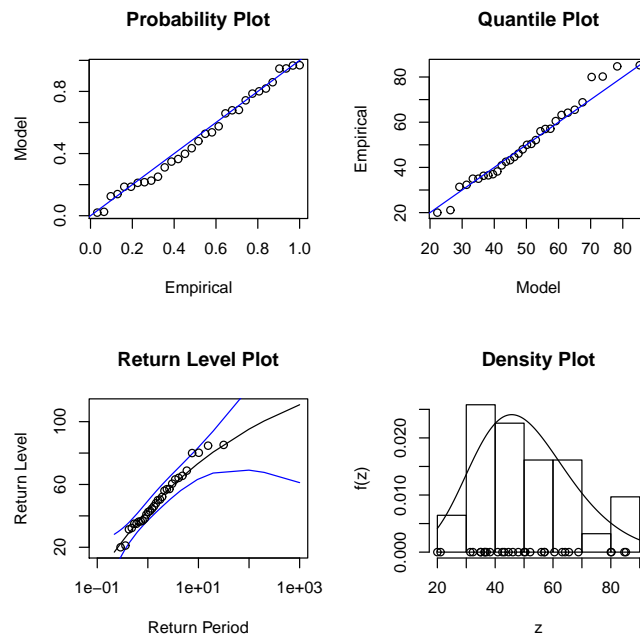 Probability Plot
Model
0.0 0.4 0.8
0.0 0.2 0.4 0.6 0.8 1.0
Empirical
Quantile Plot
Empirical
20 40 60 80
20 30 40 50 60 70 80
Model
Return Level Plot
Return Level
20 60 100
1e−01 1e+01 1e+03
Return Period
Density Plot
f(z)
0.000 0.010 0.020
20 40 60 80
z